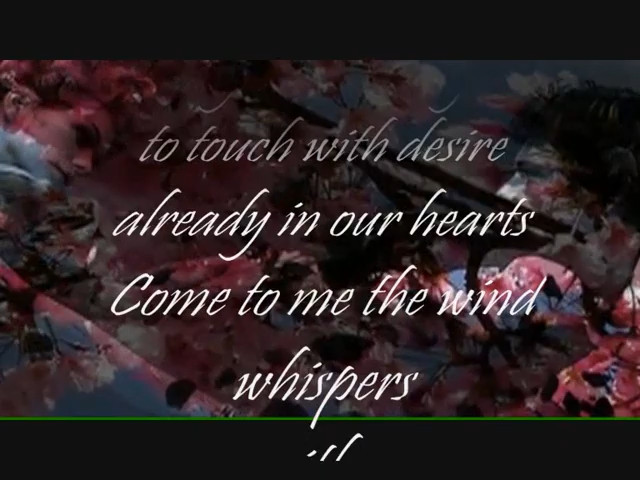 to touch with desire
already in our hearts
Come to me the wind
whispers